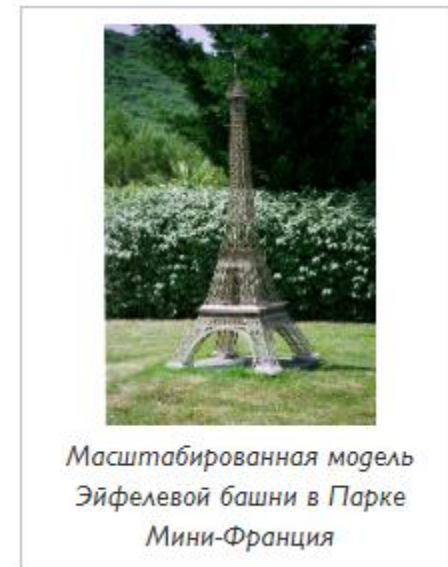 Масштабированная модель
Эйфелевой башни в Парке
Мини-Франция